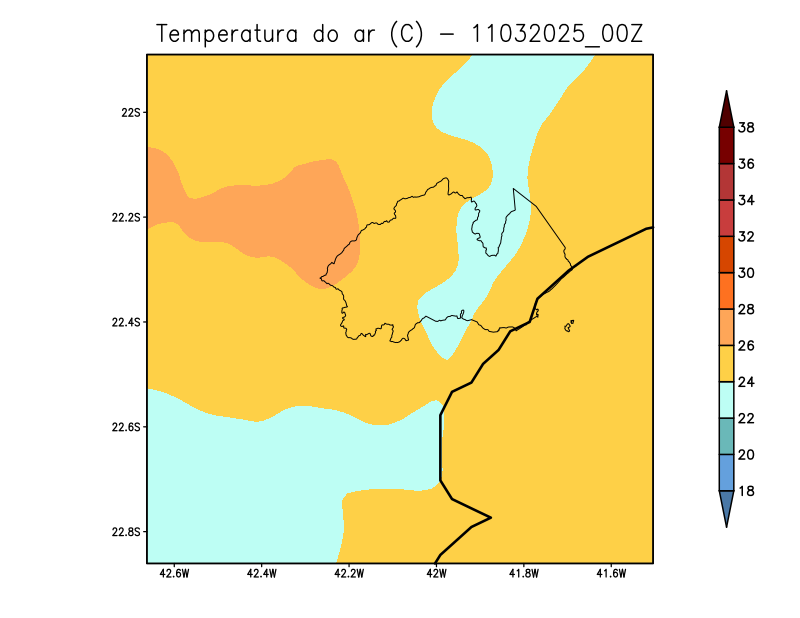 Temperatura do ar (C) - 11032025_00Z
22S
22.2S
22.4S
22.6S
22.8S
42.6W
42.4W
42.2W
42W
41.8W
41.6W
38
36
34
32
30
28
26
24
22
20
18